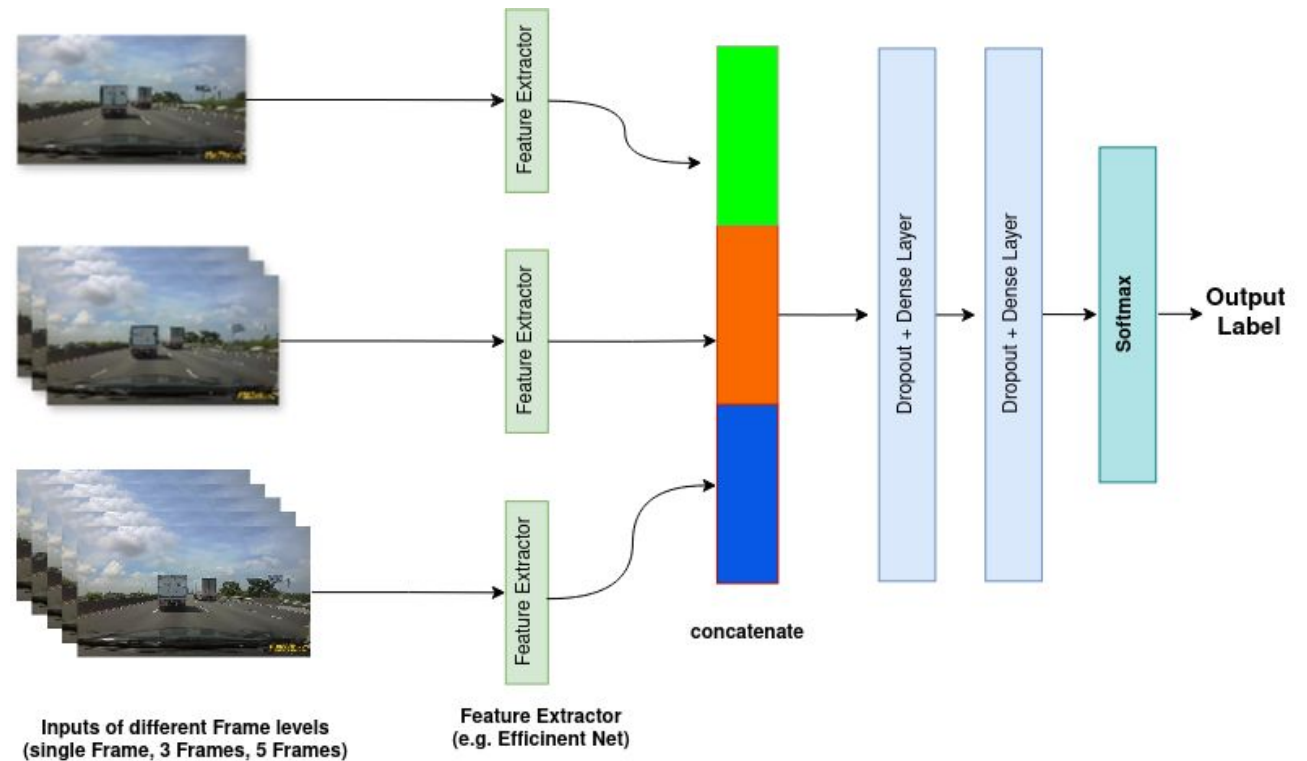 Feature Extractor
Feature Extractor
Feature Extractor
Dropout + Dense Layer
Dropout + Dense Layer
Softmax
Output
Label
concatenate
Inputs of different Frame levels
(single Frame, 3 Frames, 5 Frames)
Feature Extractor
(e.g. Efficinent Net)